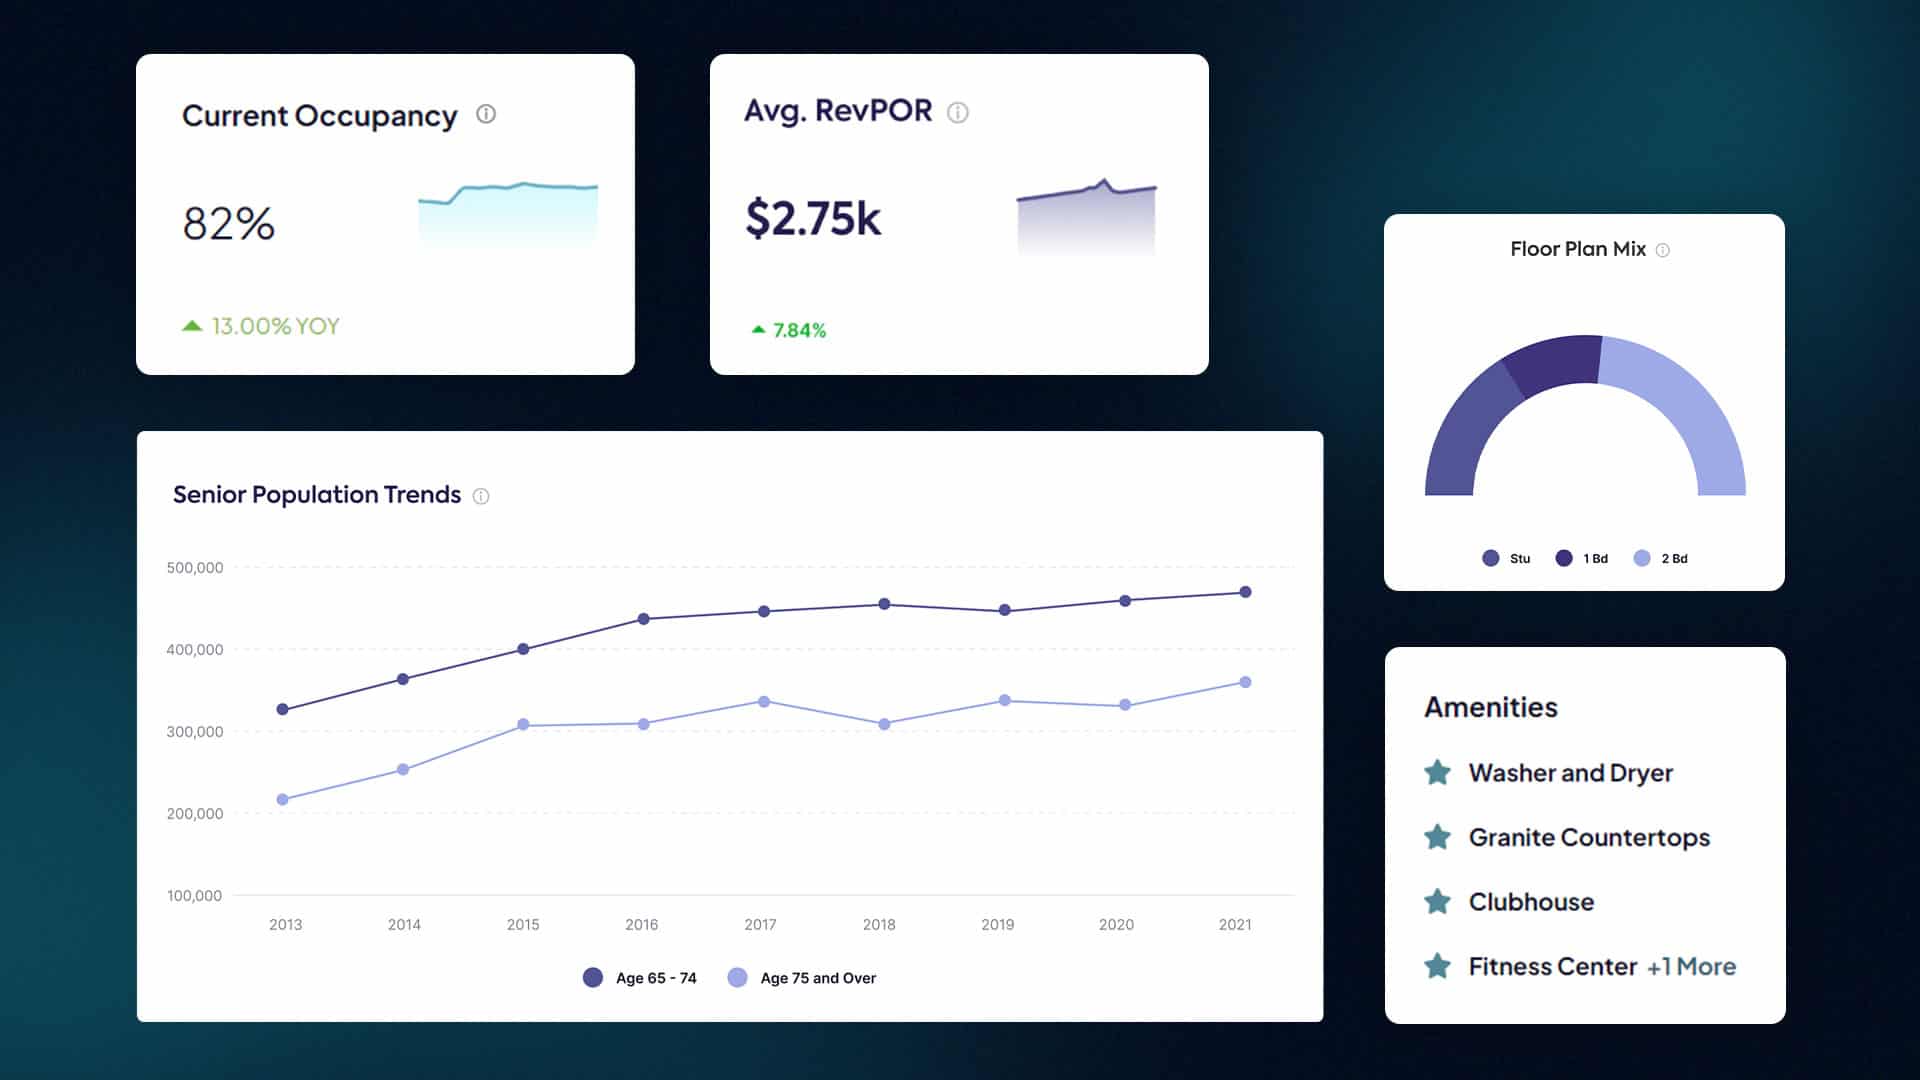 Current Occupancy
82%
13.00% YOY
Avg. RevPOR
$2.75k
7.84%
Floor Plan Mix
Stu 1 Bd 2 Bd
Senior Population Trends
500,000
400,000
300,000
200,000
100,000
2013 2014 2015 2016 2017 2018 2019 2020 2021
Age 65 - 74 Age 75 and Over
Amenities
Washer and Dryer
Granite Countertops
Clubhouse
Fitness Center +1 More